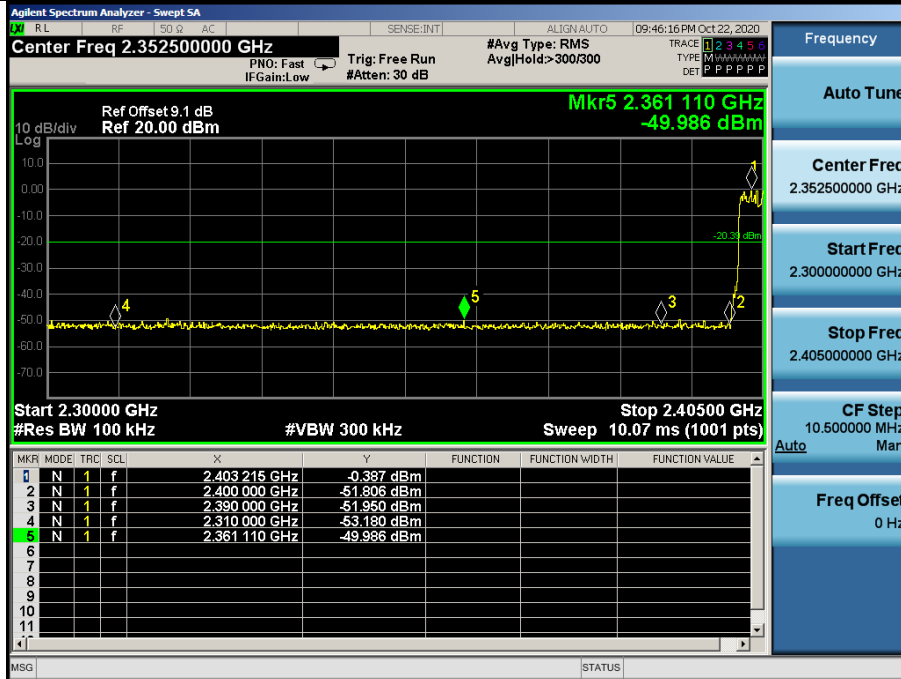 Agilent Spectrum Analyzer - Swept SA
LXI RL RF 50 Ω AC SENSE:INT ALIGNAUTO 09:46:16 PM Oct 22, 2020
Center Freq 2.352500000 GHz
PNO: Fast
IFGain:Low
Trig: Free Run
#Atten: 30 dB
#Avg Type: RMS
Avg|Hold:>300/300
TRACE 1 2 3 4 5 6
TYPE M
DET P P P P P P
Mkr5 2.361 110 GHz
-49.986 dBm
Ref Offset 9.1 dB
Ref 20.00 dBm
10 dB/div
Log
10.0
0.00
-10.0
-20.0
-30.0
-40.0
-50.0
-60.0
-70.0
-20.39 dBm
1
2
3
4
5
Start 2.30000 GHz Stop 2.40500 GHz
#Res BW 100 kHz #VBW 300 kHz Sweep 10.07 ms (1001 pts)
MKR MODE TRC SCL X Y FUNCTION FUNCTION WIDTH FUNCTION VALUE
1 N 1 f 2.403 215 GHz -0.387 dBm
2 N 1 f 2.400 000 GHz -51.806 dBm
3 N 1 f 2.390 000 GHz -51.950 dBm
4 N 1 f 2.310 000 GHz -53.180 dBm
5 N 1 f 2.361 110 GHz -49.986 dBm
6
7
8
9
10
11
MSG STATUS
Frequency
Auto Tune
Center Freq
2.352500000 GHz
Start Freq
2.300000000 GHz
Stop Freq
2.405000000 GHz
CF Step
10.500000 MHz
Auto Man
Freq Offset
0 Hz